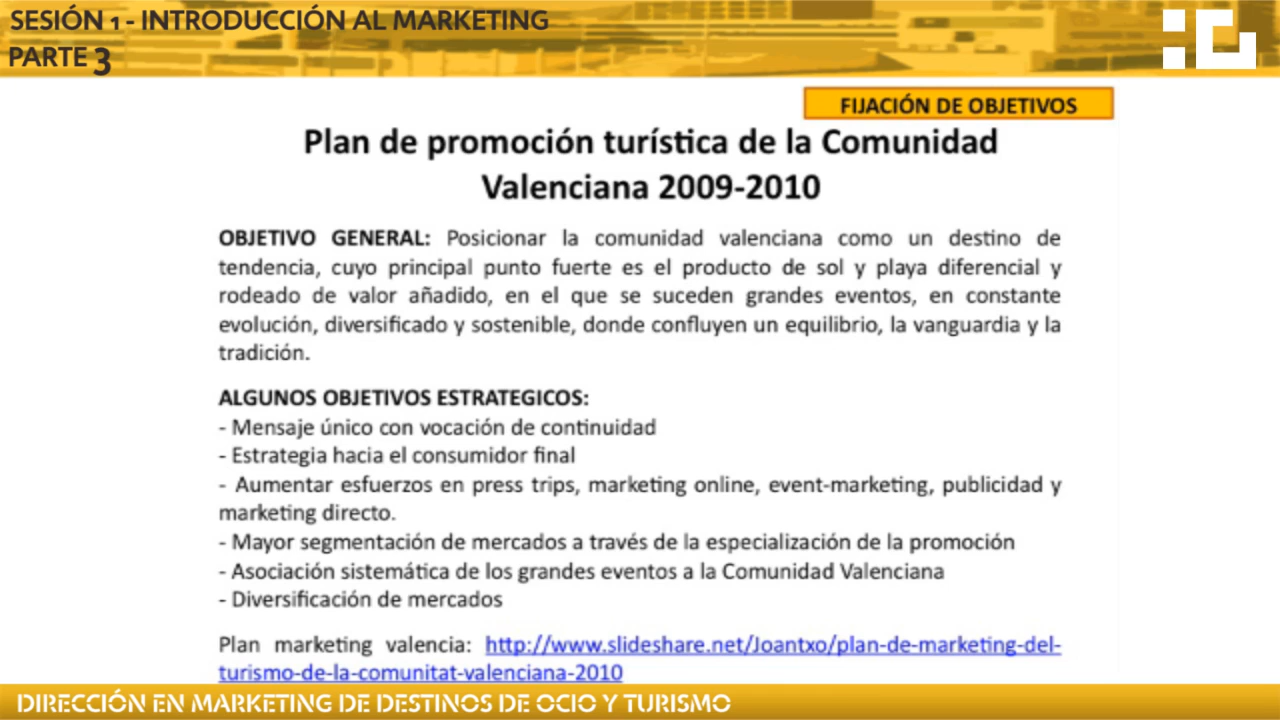 SESIÓN 1 - INTRODUCCIÓN AL MARKETING
PARTE 3
FIJACIÓN DE OBJETIVOS
Plan de promoción turística de la Comunidad
Valenciana 2009-2010
OBJETIVO GENERAL: Posicionar la comunidad valenciana como un destino de
tendencia, cuyo principal punto fuerte es el producto de sol y playa diferencial y
rodeado de valor añadido, en el que se suceden grandes eventos, en constante
evolución, diversificado y sostenible, donde confluyen un equilibrio, la vanguardia y la
tradición.
ALGUNOS OBJETIVOS ESTRATEGICOS:
- Mensaje único con vocación de continuidad
- Estrategia hacia el consumidor final
- Aumentar esfuerzos en press trips, marketing online, event-marketing, publicidad y
marketing directo.
- Mayor segmentación de mercados a través de la especialización de la promoción
- Asociación sistemática de los grandes eventos a la Comunidad Valenciana
- Diversificación de mercados
Plan marketing valencia: http://www.slideshare.net/Joantxo/plan-de-marketing-del-
turismo-de-la-comunitat-valenciana-2010
DIRECCIÓN EN MARKETING DE DESTINOS DE OCIO Y TURISMO